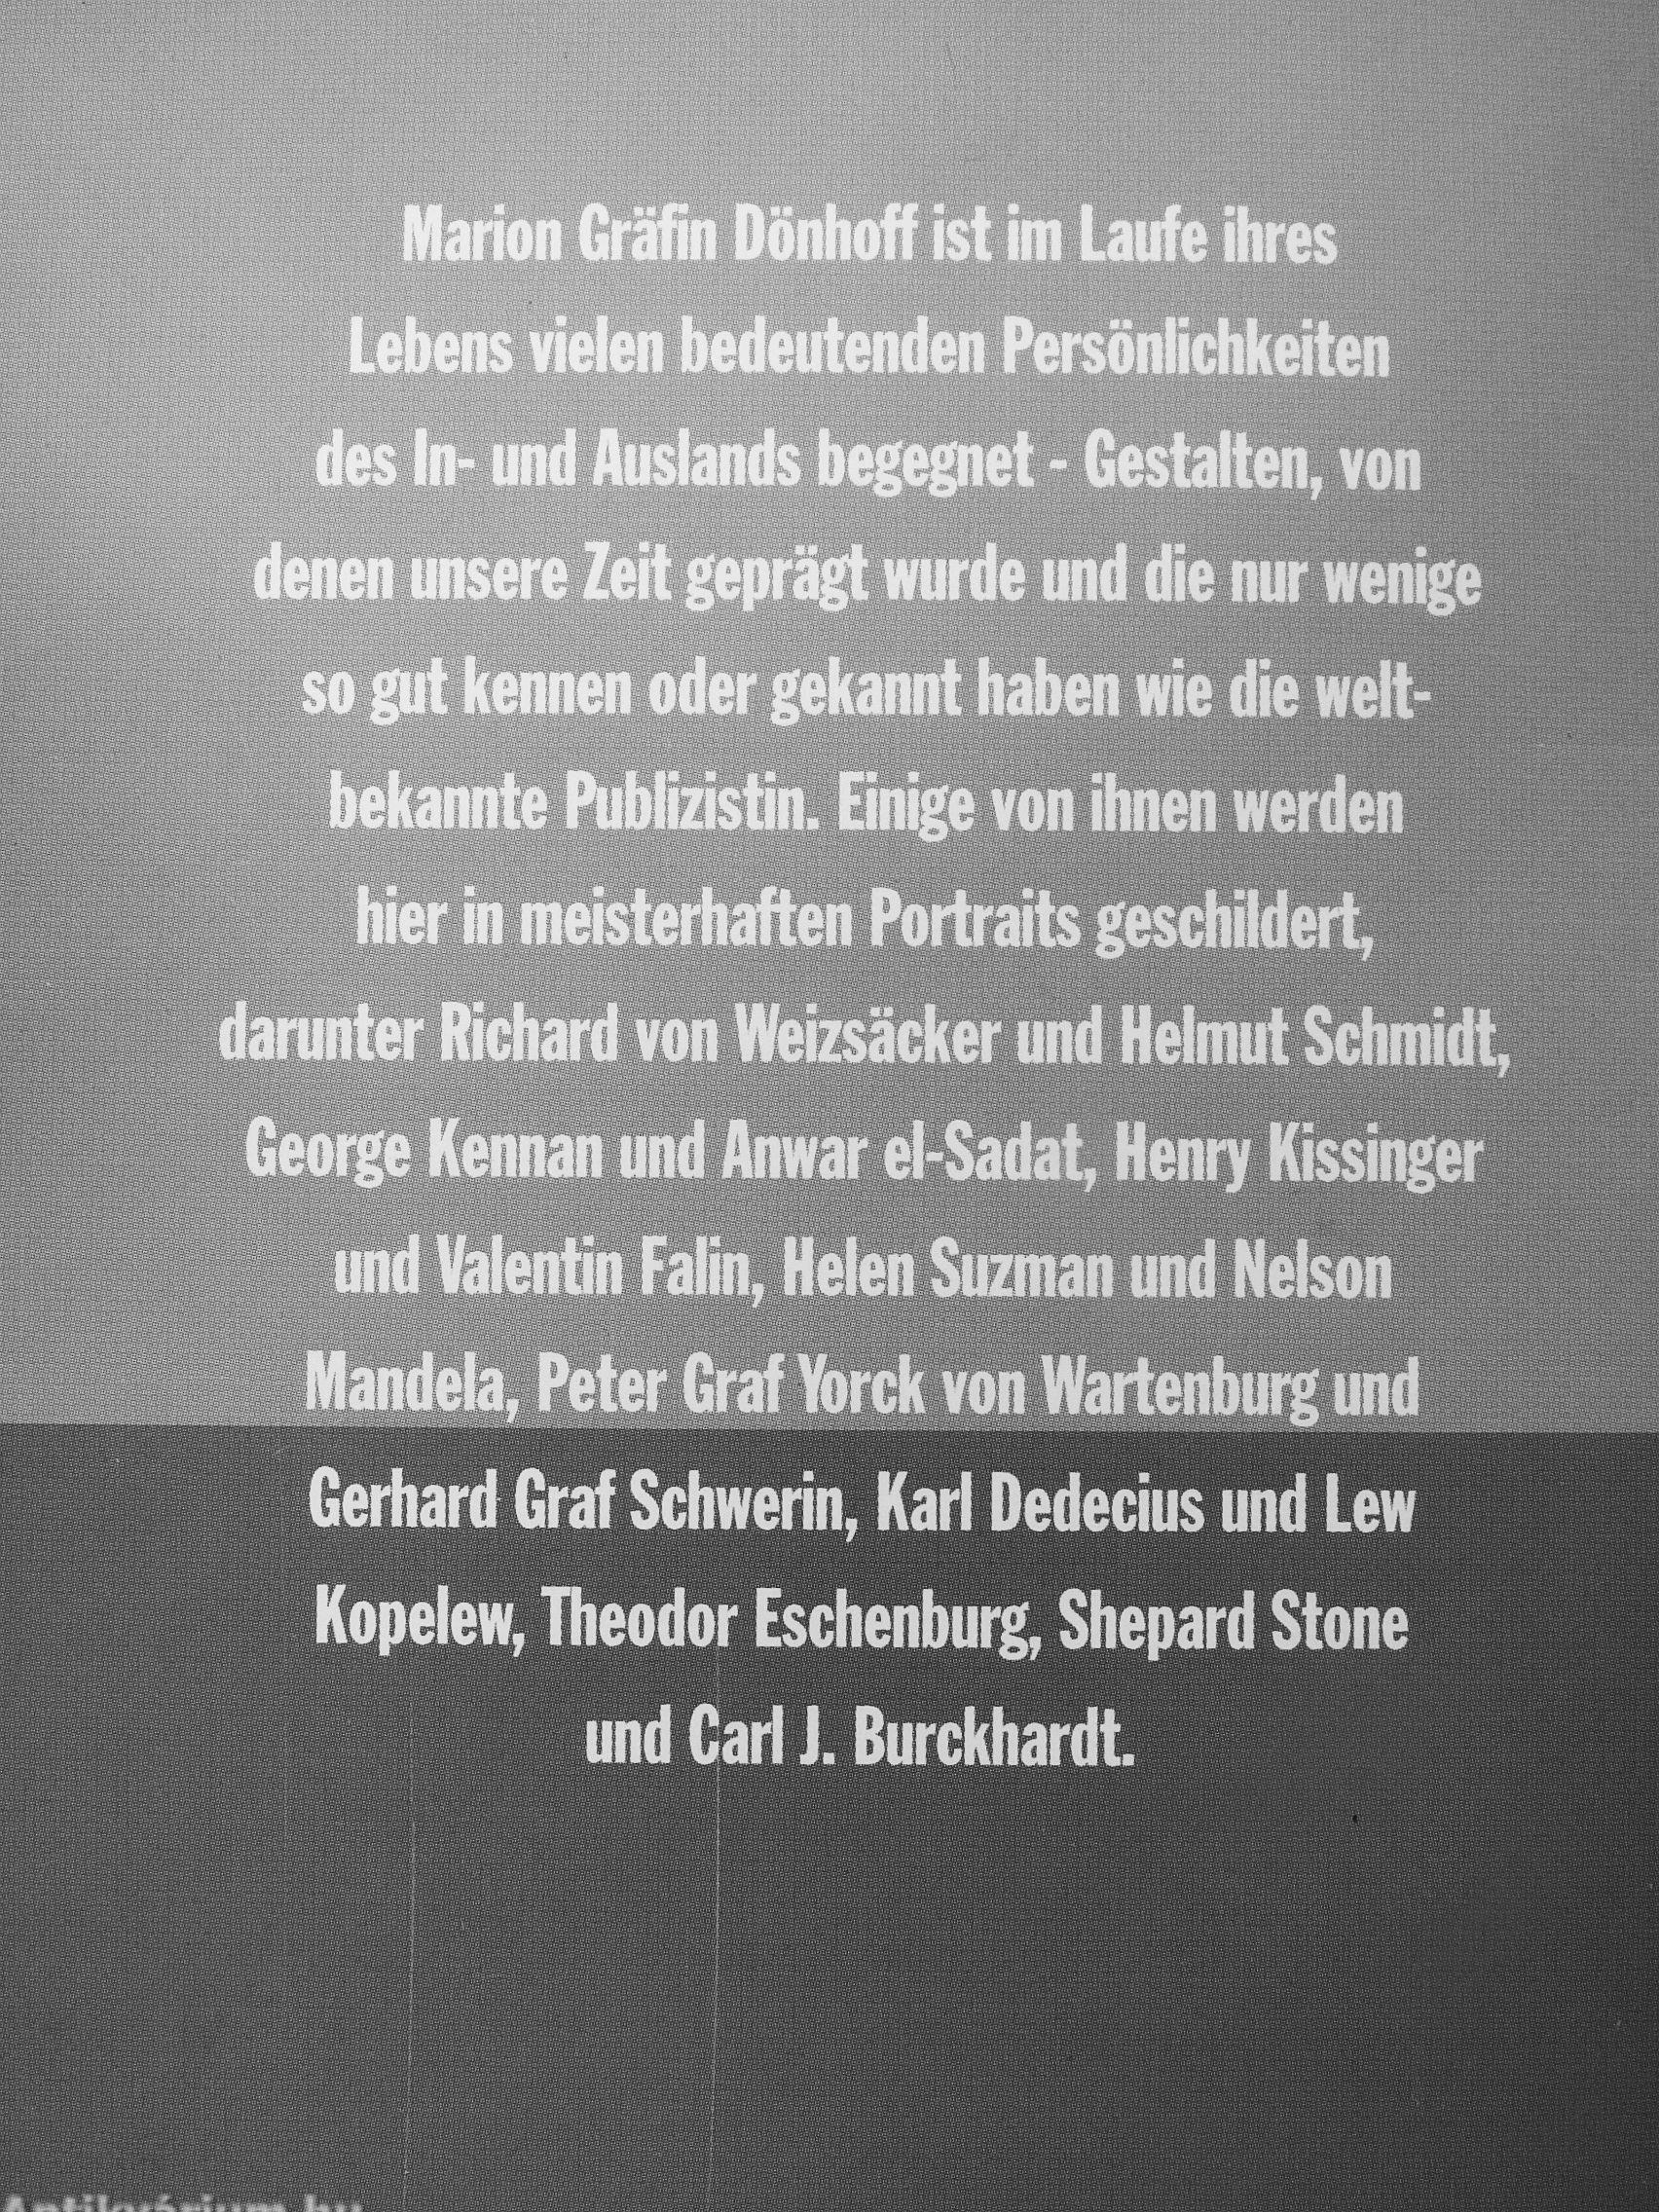 Marion Gräfin Dönhoff ist im Laufe ihres
Lebens vielen bedeutenden Persönlichkeiten
des In- und Auslands begegnet - Gestalten, von
denen unsere Zeit geprägt wurde und die nur wenige
so gut kennen oder gekannt haben wie die welt-
bekannte Publizistin. Einige von ihnen werden
hier in meisterhaften Portraits geschildert,
darunter Richard von Weizsäcker und Helmut Schmidt,
George Kennan und Anwar el-Sadat, Henry Kissinger
und Valentin Falin, Helen Suzman und Nelson
Mandela, Peter Graf Yorck von Wartenburg und
Gerhard Graf Schwerin, Karl Dedecius und Lew
Kopelew, Theodor Eschenburg, Shepard Stone
und Carl J. Burckhardt.